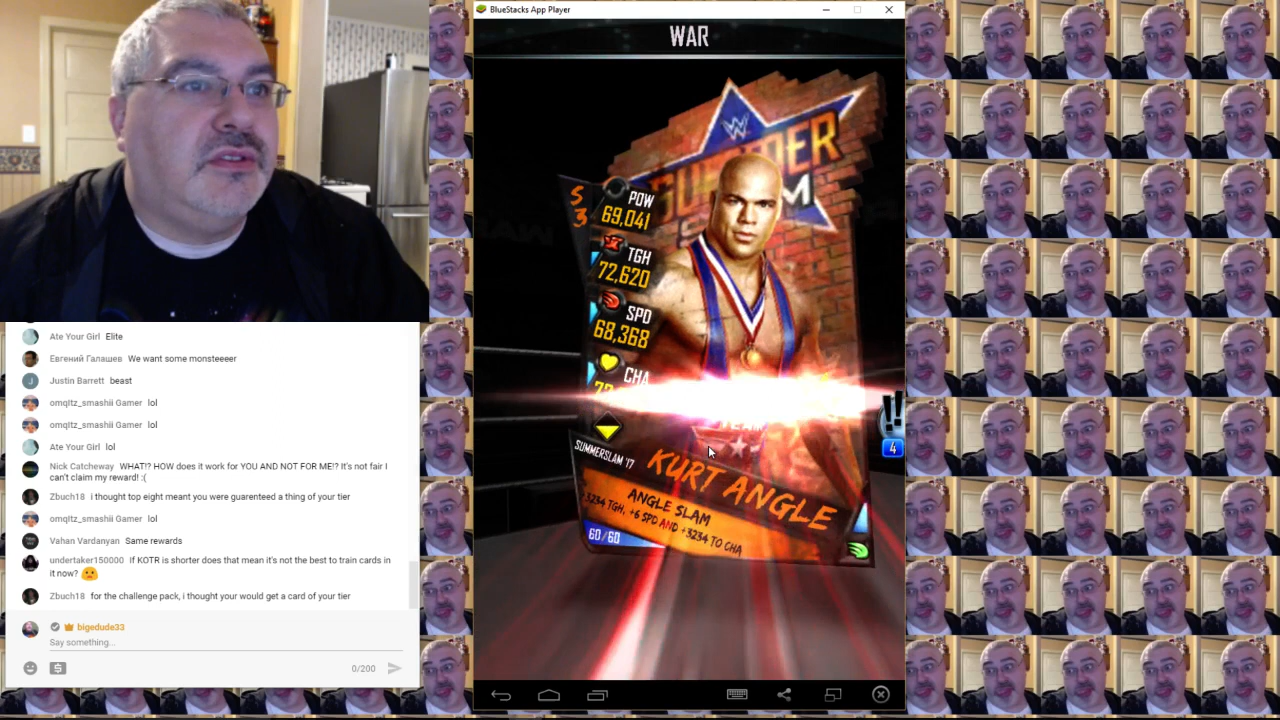 BlueStacks App Player
WAR
W
SUMMER
SLAM
S
3
POW
69,041
TGH
72,620
SPD
68,368
CHA
SUMMERSLAM '17
KURT ANGLE
ANGLE SLAM
+3234 TGH, +6 SPD AND +3234 TO CHA
60/60
!!
4
Ate Your Girl Elite
Евгений Галашев We want some monsteeeer
Justin Barrett beast
J
omqItz_smashii Gamer lol
omqItz_smashii Gamer lol
Ate Your Girl lol
Nick Catcheway WHAT!? HOW does it work for YOU AND NOT FOR ME!? It's not fair I
can't claim my reward! :(
Zbuch18 i thought top eight meant you were guarenteed a thing of your tier
omqItz_smashii Gamer lol
Vahan Vardanyan Same rewards
undertaker150000 If KOTR is shorter does that mean it's not the best to train cards in
it now?
Zbuch18 for the challenge pack, i thought your would get a card of your tier
bigedude33
Say something...
0/200